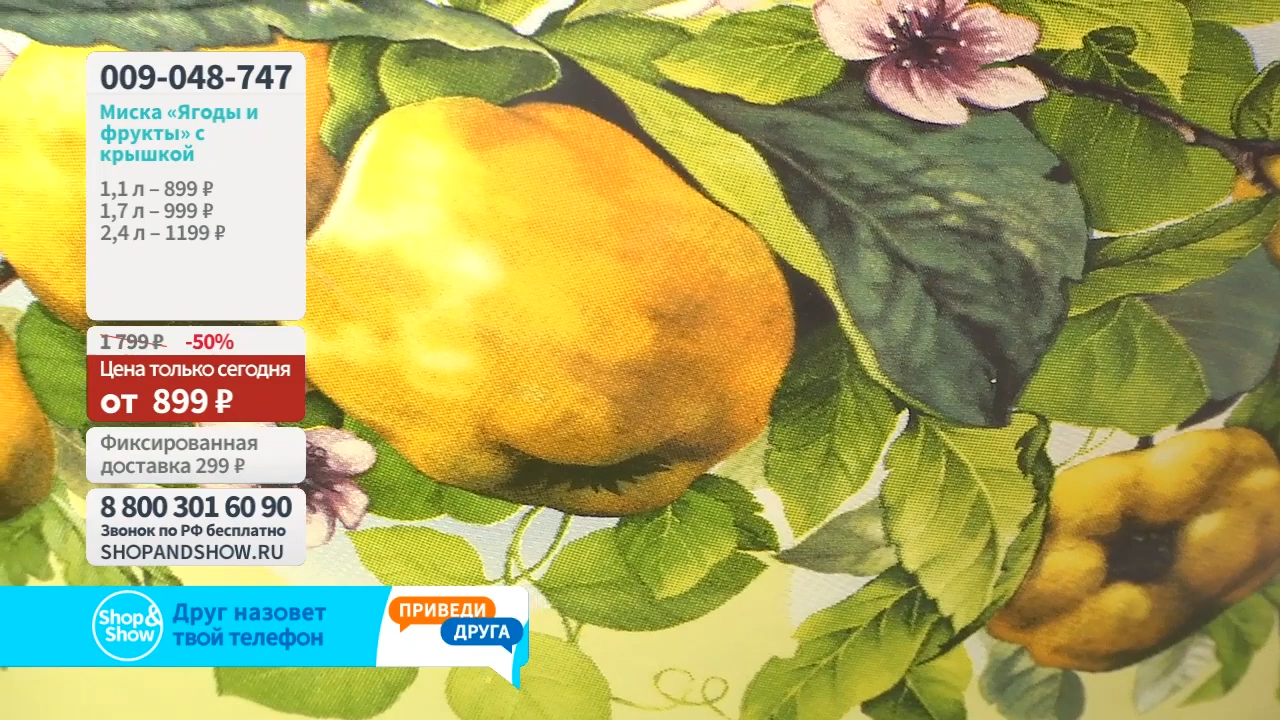 009-048-747
Миска «Ягоды и
фрукты» с
крышкой
1,1 л – 899 ₽
1,7 л – 999 ₽
2,4 л – 1199 ₽
1 799 ₽ -50%
Цена только сегодня
от 899 ₽
Фиксированная
доставка 299 ₽
8 800 301 60 90
Звонок по РФ бесплатно
SHOPANDSHOW.RU
Shop&
Show
Друг назовет
твой телефон
ПРИВЕДИ
ДРУГА